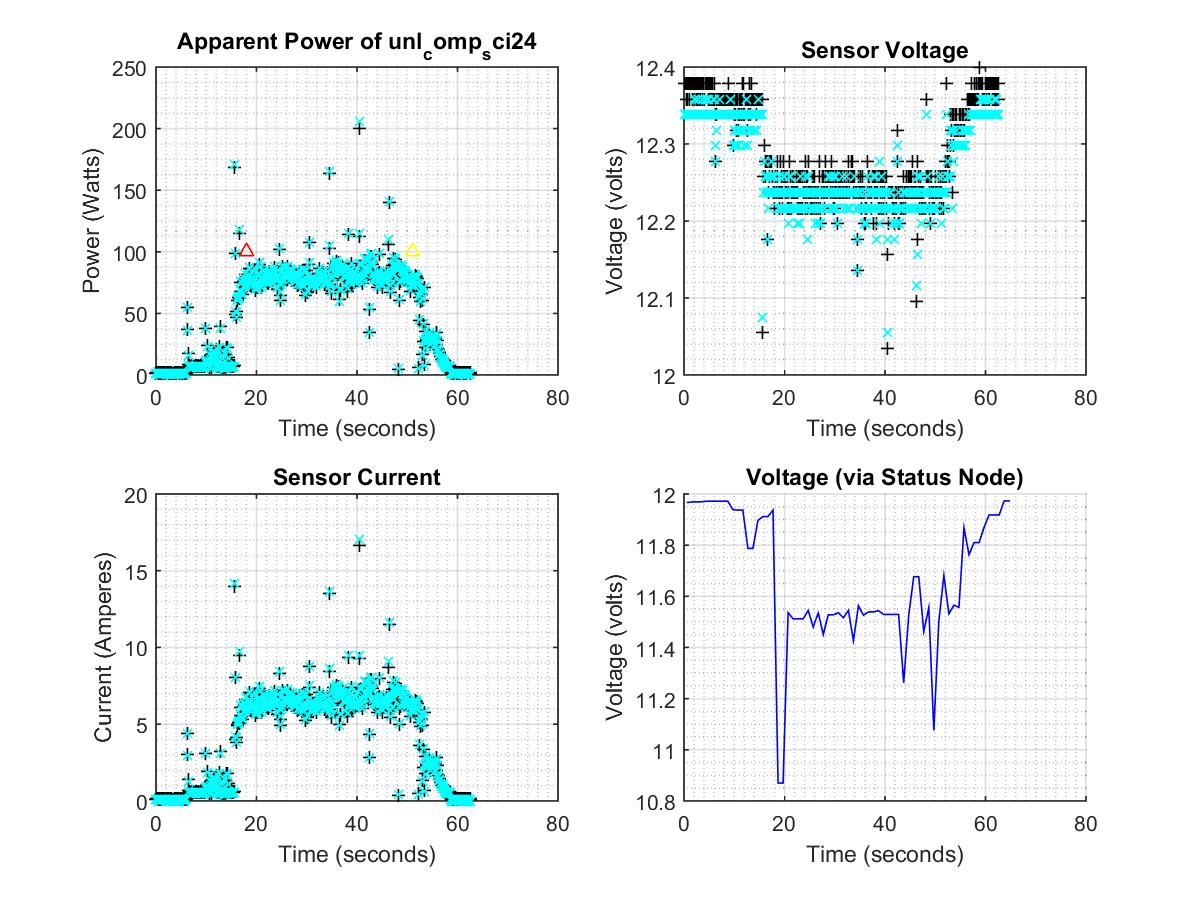 Apparent Power of unlcompsci24
250
200
150
100
50
0
Power (Watts)
0 20 40 60 80
Time (seconds)
Sensor Voltage
12.4
12.3
12.2
12.1
12
Voltage (volts)
0 20 40 60 80
Time (seconds)
Sensor Current
20
15
10
5
0
Current (Amperes)
0 20 40 60 80
Time (seconds)
Voltage (via Status Node)
12
11.8
11.6
11.4
11.2
11
10.8
Voltage (volts)
0 20 40 60 80
Time (seconds)